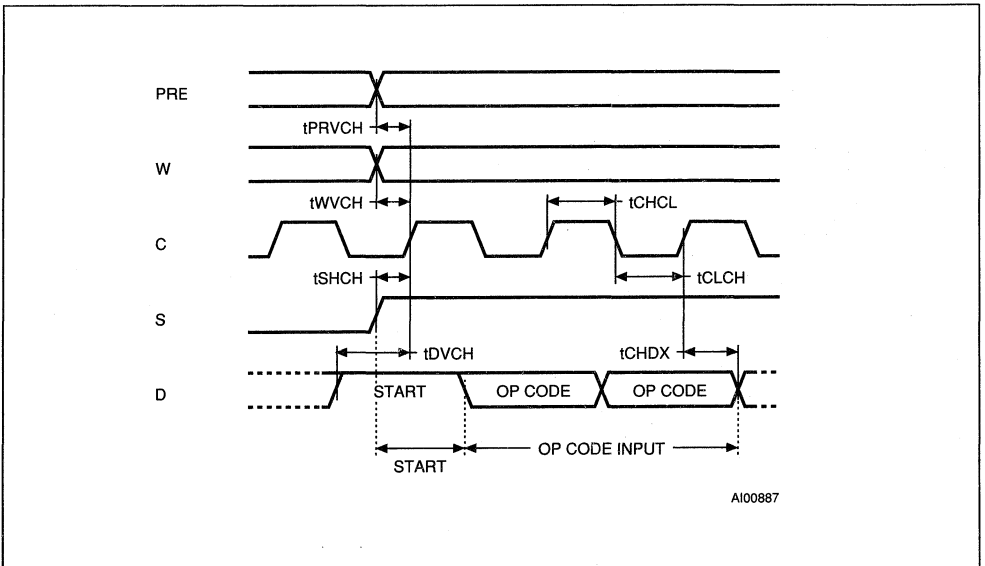 PRE
tPRVCH
W
tWVCH
tCHCL
C
tSHCH
tCLCH
S
tDVCH
tCHDX
D
START
OP CODE
OP CODE
OP CODE INPUT
START
AI00887